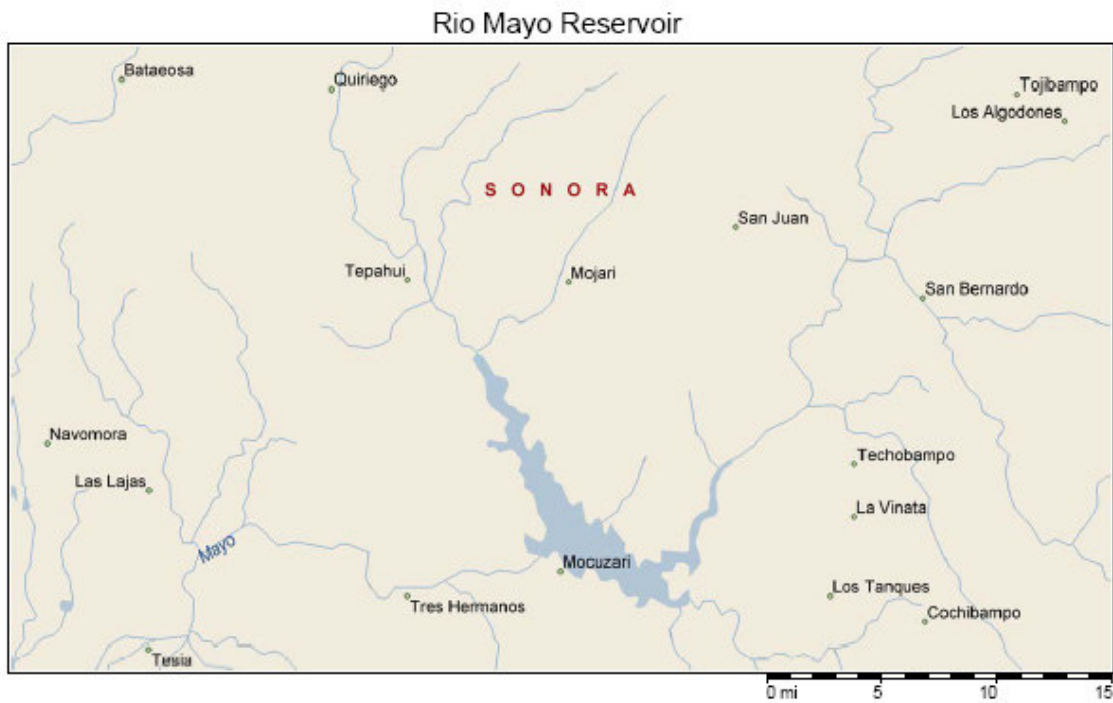 Rio Mayo Reservoir
Bataeosa
Quiriego
Tojibampo
Los Algodones
SONORA
San Juan
Tepahui
Mojari
San Bernardo
Navomora
Techobampo
Las Lajas
La Vinata
Mayo
Mocuzari
Los Tanques
Tres Hermanos
Cochibampo
Tesia
0 mi 5 10 15